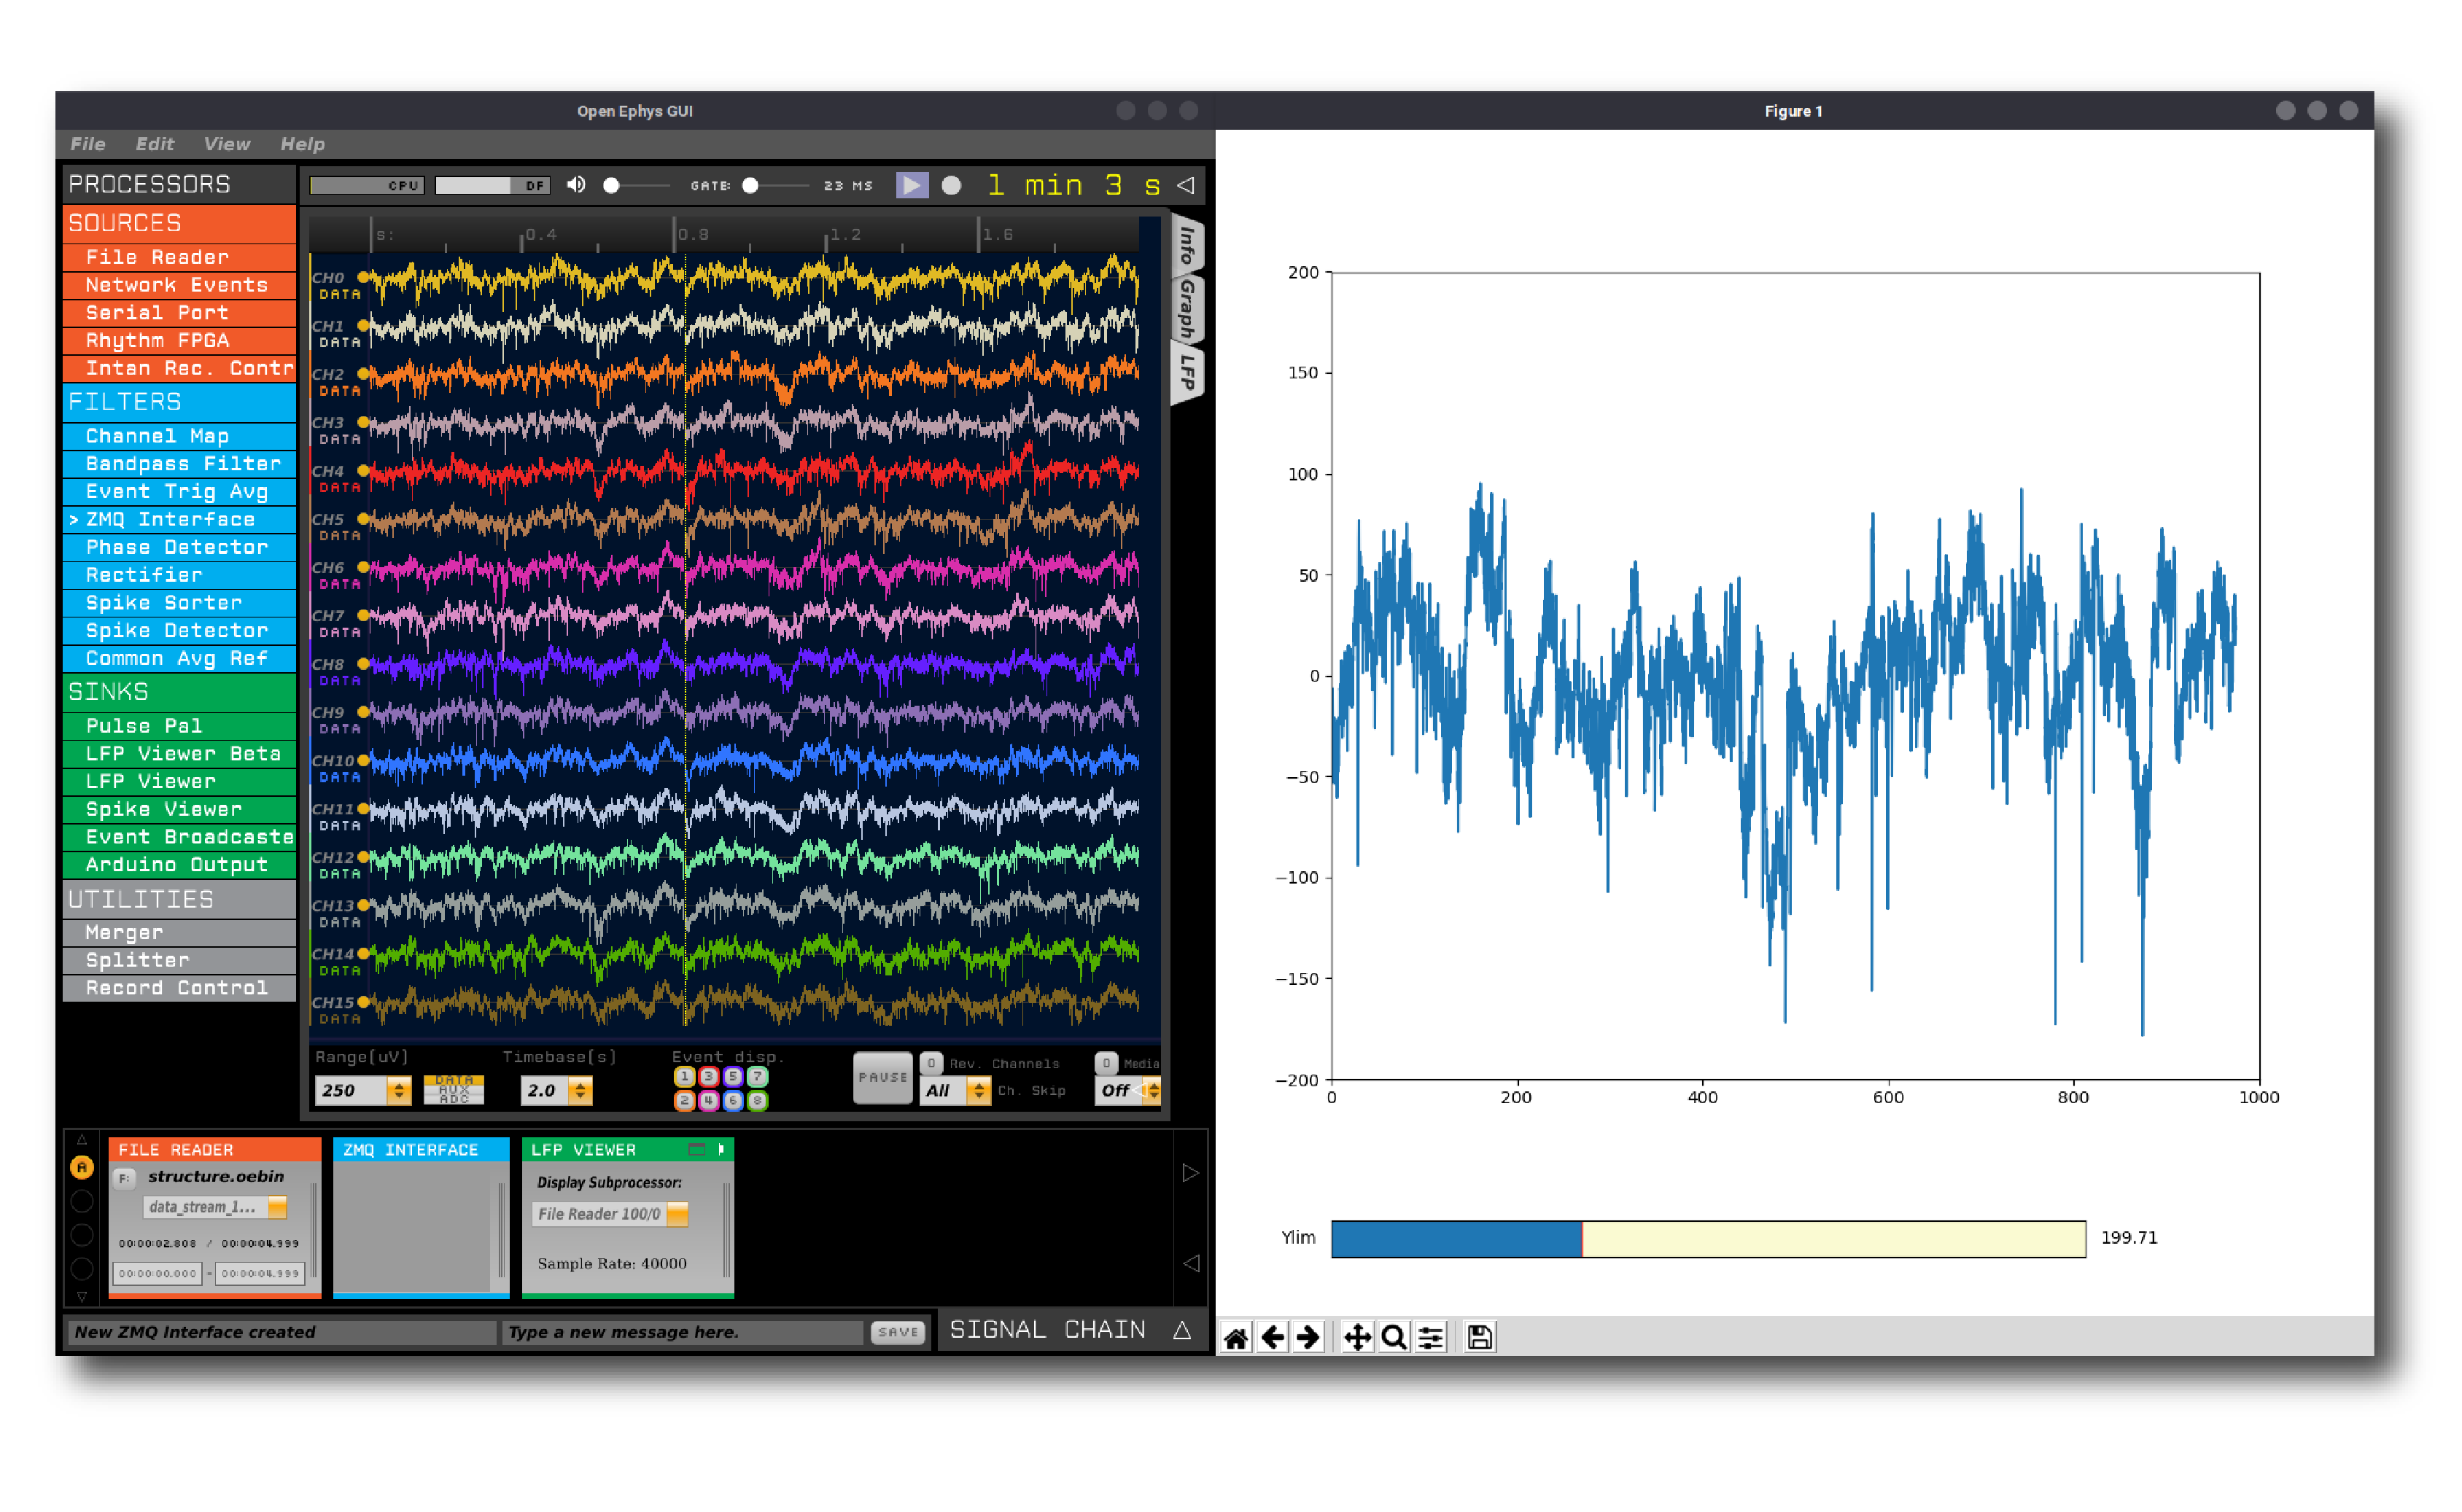 Open Ephys GUI
File Edit View Help
PROCESSORS
SOURCES
File Reader
Network Events
Serial Port
Rhythm FPGA
Intan Rec. Contr
FILTERS
Channel Map
Bandpass Filter
Event Trig Avg
> ZMQ Interface
Phase Detector
Rectifier
Spike Sorter
Spike Detector
Common Avg Ref
SINKS
Pulse Pal
LFP Viewer Beta
LFP Viewer
Spike Viewer
Event Broadcaste
Arduino Output
UTILITIES
Merger
Splitter
Record Control
CPU DF GATE: 23 MS 1 min 3 s
s: 0.4 0.8 1.2 1.6
CH0
DATA
CH1
DATA
CH2
DATA
CH3
DATA
CH4
DATA
CH5
DATA
CH6
DATA
CH7
DATA
CH8
DATA
CH9
DATA
CH10
DATA
CH11
DATA
CH12
DATA
CH13
DATA
CH14
DATA
CH15
DATA
Info
Graph
LFP
Range(uV) Timebase(s) Event disp.
250
DATA
AUX
ADC
2.0
1 3 5 7
2 4 6 8
PAUSE
0 Rev. Channels
All Ch. Skip
0 Media
Off
A
FILE READER
F: structure.oebin
data_stream_1...
00:00:02.808 / 00:00:04.999
00:00:00.000 - 00:00:04.999
ZMQ INTERFACE
LFP VIEWER
Display Subprocessor:
File Reader 100/0
Sample Rate: 40000
New ZMQ Interface created Type a new message here. SAVE SIGNAL CHAIN
Figure 1
200
150
100
50
0
−50
−100
−150
−200
0 200 400 600 800 1000
Ylim 199.71